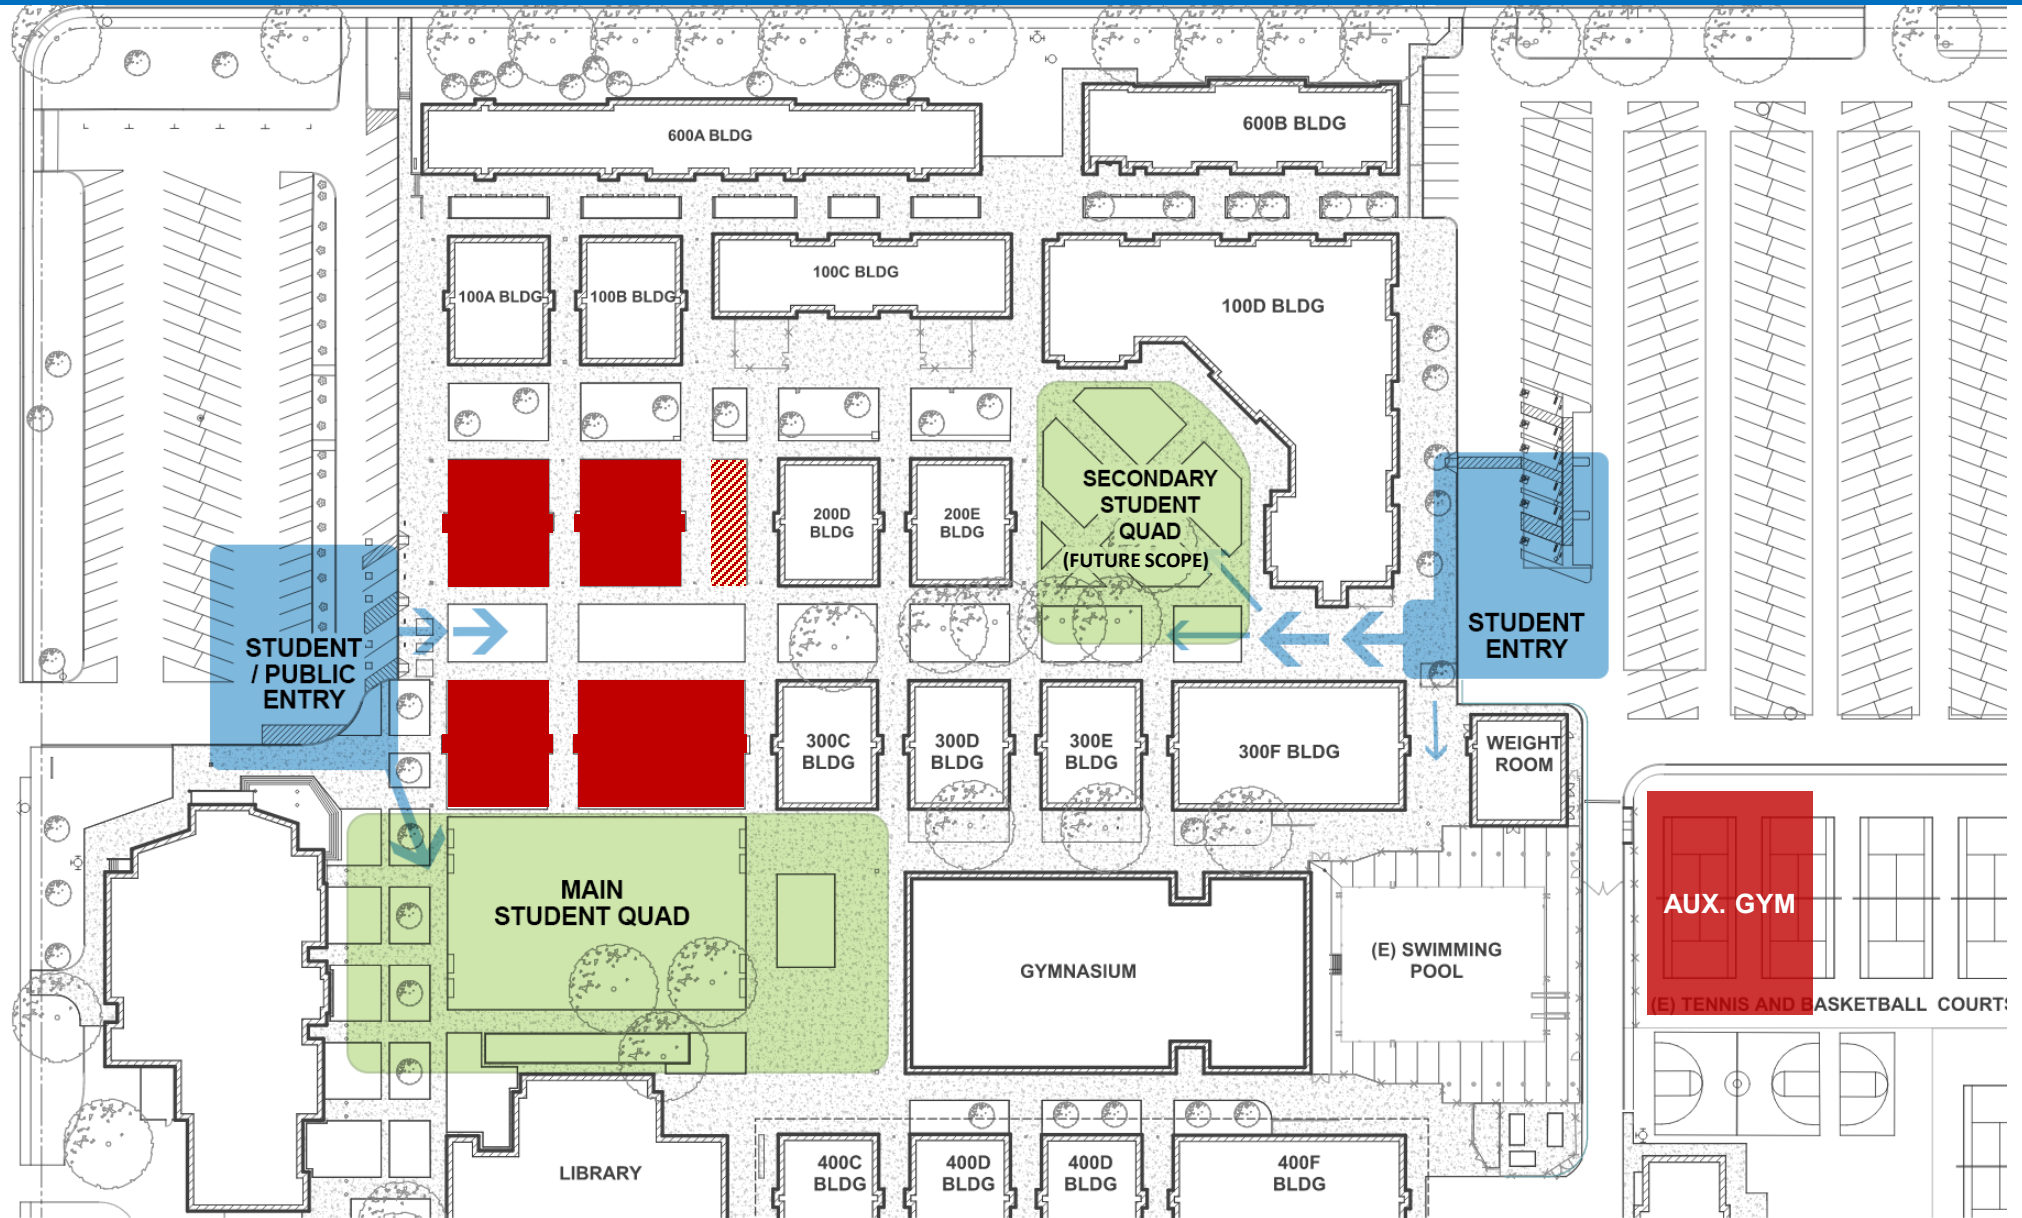 600A BLDG
600B BLDG
100A BLDG
100B BLDG
100C BLDG
100D BLDG
200D
BLDG
200E
BLDG
SECONDARY
STUDENT
QUAD
(FUTURE SCOPE)
STUDENT
/ PUBLIC
ENTRY
STUDENT
ENTRY
300C
BLDG
300D
BLDG
300E
BLDG
300F BLDG
WEIGHT
ROOM
MAIN
STUDENT QUAD
GYMNASIUM
(E) SWIMMING
POOL
AUX. GYM
(E) TENNIS AND BASKETBALL COURTS
LIBRARY
400C
BLDG
400D
BLDG
400D
BLDG
400F
BLDG